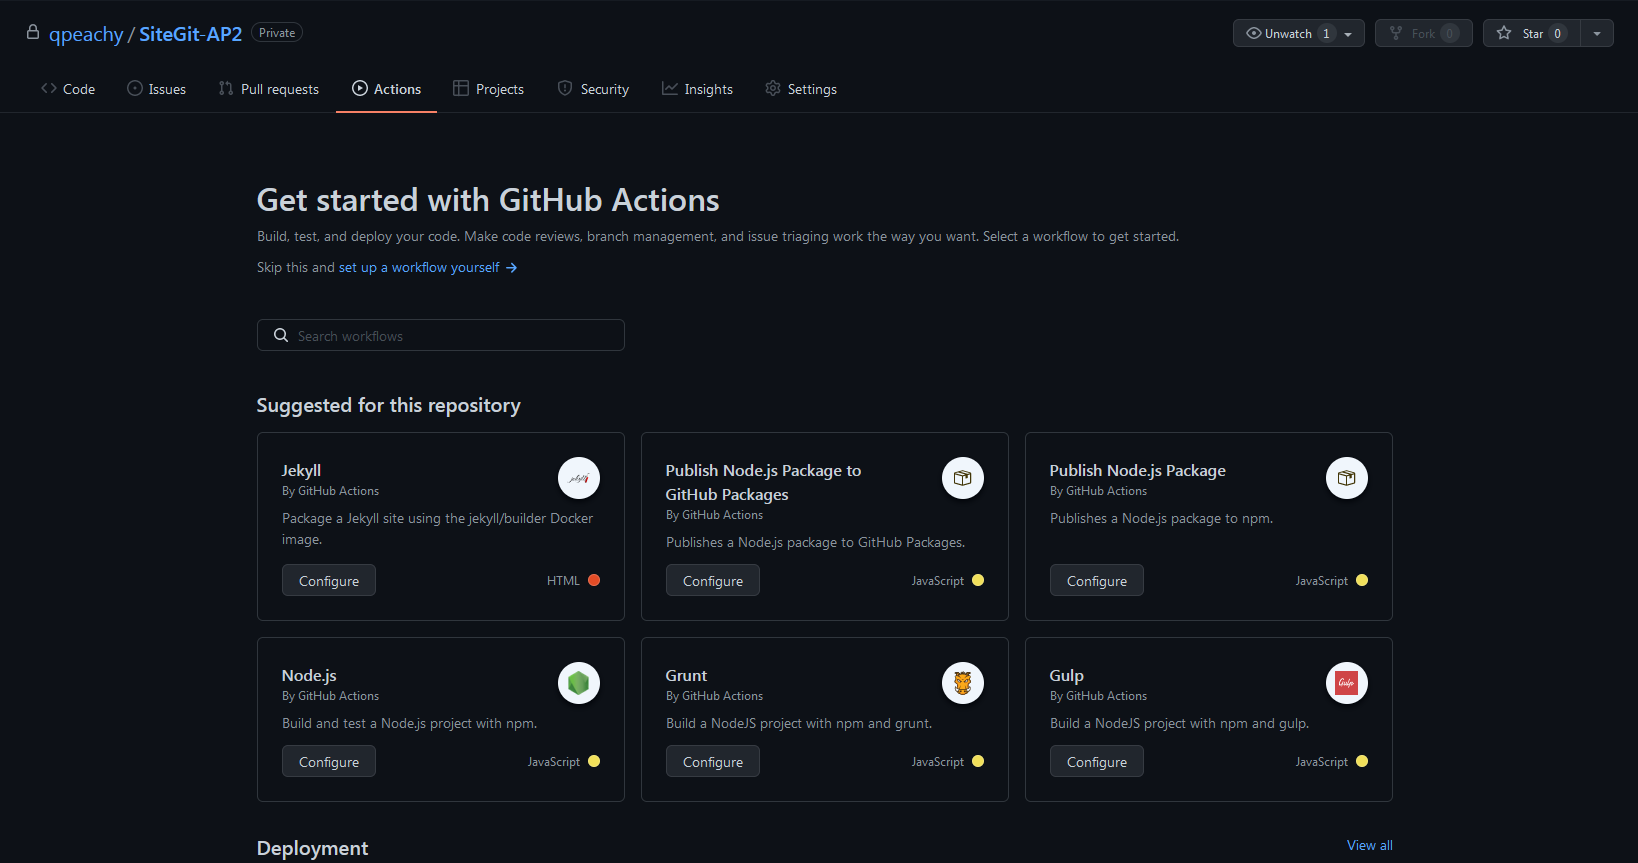 qpeachy / SiteGit-AP2 Private
Unwatch 1 Fork 0 Star 0
Code Issues Pull requests Actions Projects Security Insights Settings
Get started with GitHub Actions
Build, test, and deploy your code. Make code reviews, branch management, and issue triaging work the way you want. Select a workflow to get started.
Skip this and set up a workflow yourself →
Search workflows
Suggested for this repository
Jekyll
By GitHub Actions
Package a Jekyll site using the jekyll/builder Docker
image.
Configure HTML
jekyll
Publish Node.js Package to
GitHub Packages
By GitHub Actions
Publishes a Node.js package to GitHub Packages.
Configure JavaScript
Publish Node.js Package
By GitHub Actions
Publishes a Node.js package to npm.
Configure JavaScript
Node.js
By GitHub Actions
Build and test a Node.js project with npm.
Configure JavaScript
Grunt
By GitHub Actions
Build a NodeJS project with npm and grunt.
Configure JavaScript
Gulp
By GitHub Actions
Build a NodeJS project with npm and gulp.
Configure JavaScript
Gulp
Deployment
View all